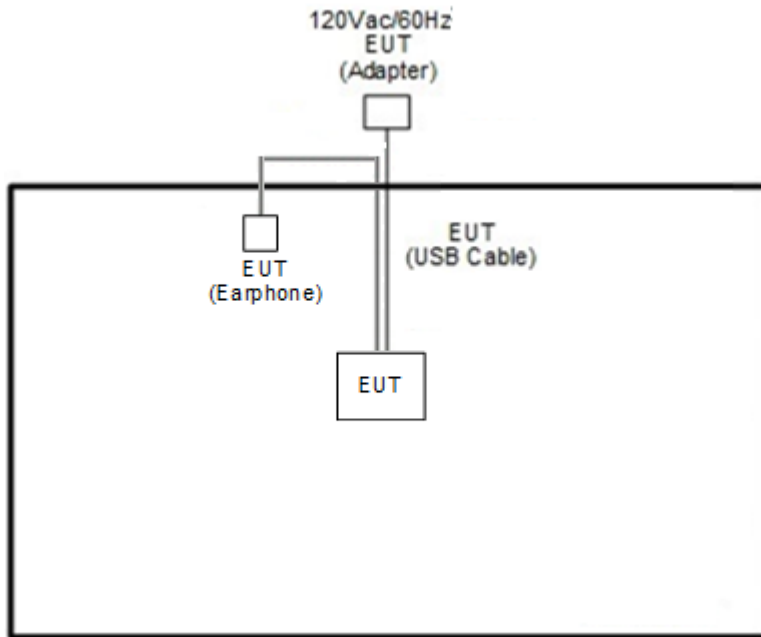 120Vac/60Hz
EUT
(Adapter)
EUT
(USB Cable)
EUT
(Earphone)
EUT